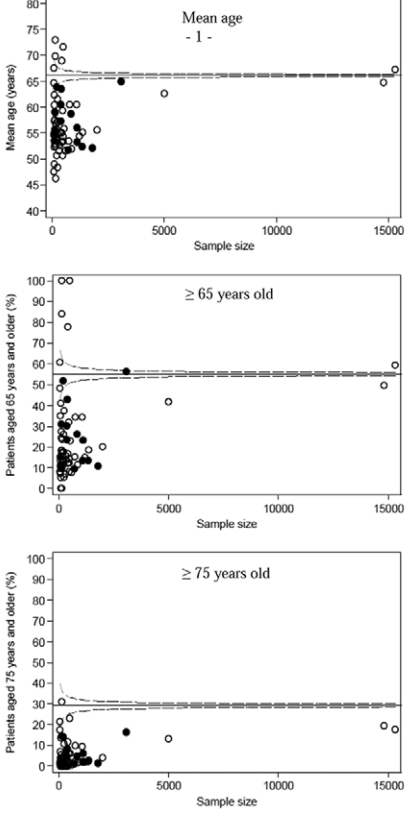 Mean age
- 1 -
80
75
70
65
60
55
50
45
40
Mean age (years)
0 5000 10000 15000
Sample size
≥ 65 years old
100
90
80
70
60
50
40
30
20
10
0
Patients aged 65 years and older (%)
0 5000 10000 15000
Sample size
≥ 75 years old
100
90
80
70
60
50
40
30
20
10
0
Patients aged 75 years and older (%)
0 5000 10000 15000
Sample size